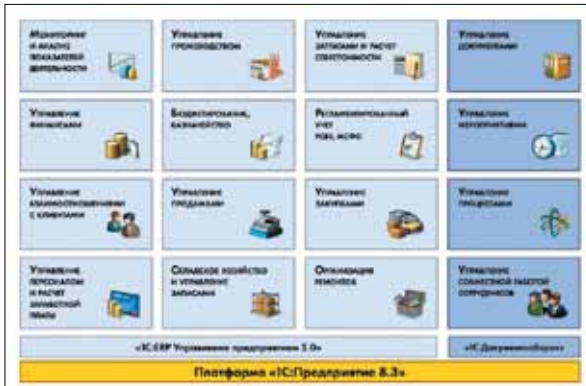 Мониторинг
и анализ
показателей
деятельности
Управление
производством
Управление
запасами и расчет
себестоимости
Управление
документами
Управление
финансами
Бюджетирование,
казначейство
Регламентированный
учет
РСБУ, МСФО
Управление
мероприятиями
Управление
взаимоотношениями
с клиентами
Управление
продажами
Управление
закупками
Управление
процессами
Управление
персоналом
и расчет
заработной
платы
Складское хозяйство
и управление
запасами
Организация
ремонтов
Управление
совместной работой
сотрудников
«1С:ERP Управление предприятием 2.0»
«1С:Документооборот»
Платформа «1С:Предприятие 8.3»